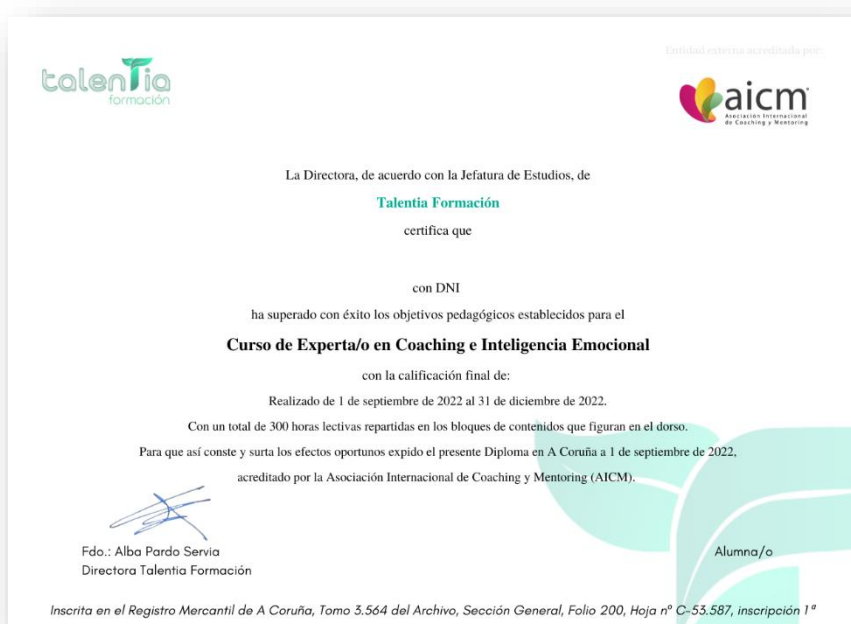 talenTia
formación
Entidad externa acreditada por:
aicm
Asociación Internacional
de Coaching y Mentoring
La Directora, de acuerdo con la Jefatura de Estudios, de
Talentia Formación
certifica que
con DNI
ha superado con éxito los objetivos pedagógicos establecidos para el
Curso de Experta/o en Coaching e Inteligencia Emocional
con la calificación final de:
Realizado de 1 de septiembre de 2022 al 31 de diciembre de 2022.
Con un total de 300 horas lectivas repartidas en los bloques de contenidos que figuran en el dorso.
Para que así conste y surta los efectos oportunos expido el presente Diploma en A Coruña a 1 de septiembre de 2022,
acreditado por la Asociación Internacional de Coaching y Mentoring (AICM).
Fdo.: Alba Pardo Servia
Directora Talentia Formación
Alumna/o
Inscrita en el Registro Mercantil de A Coruña, Tomo 3.564 del Archivo, Sección General, Folio 200, Hoja nº C-53.587, inscripción 1ª